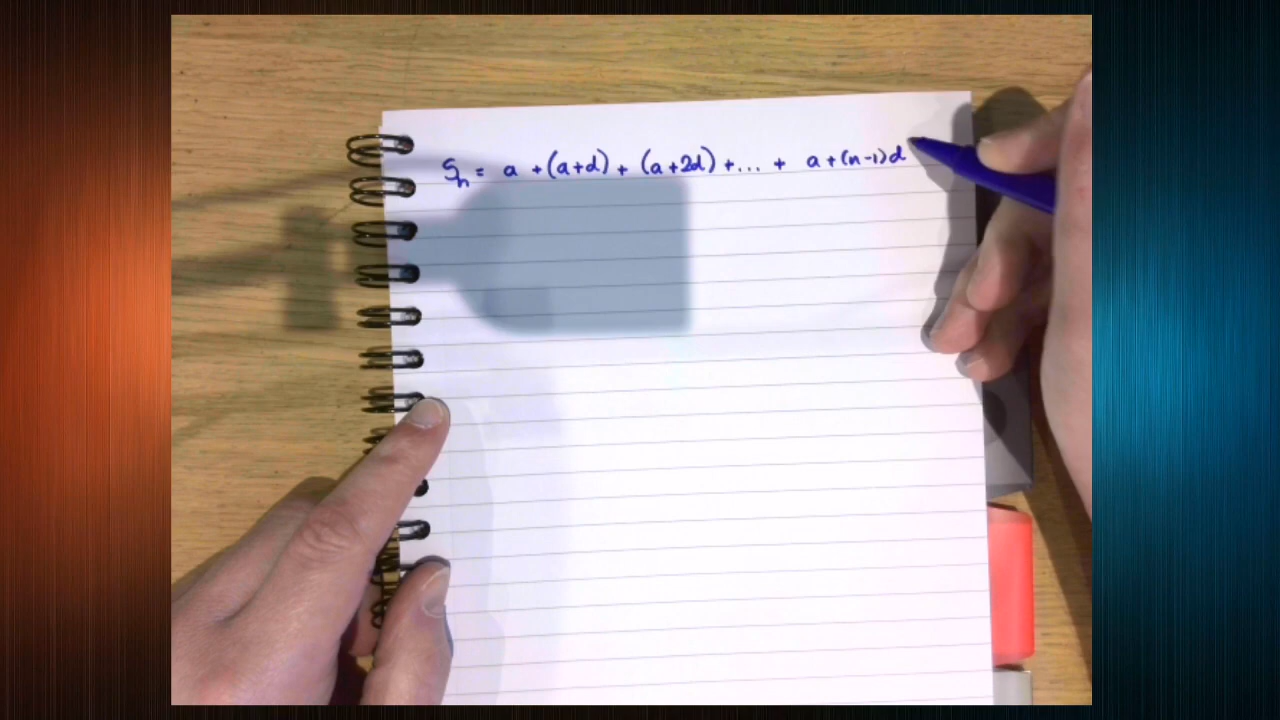 Sn = a + (a+d) + (a+2d) + ... + a+(n-1)d